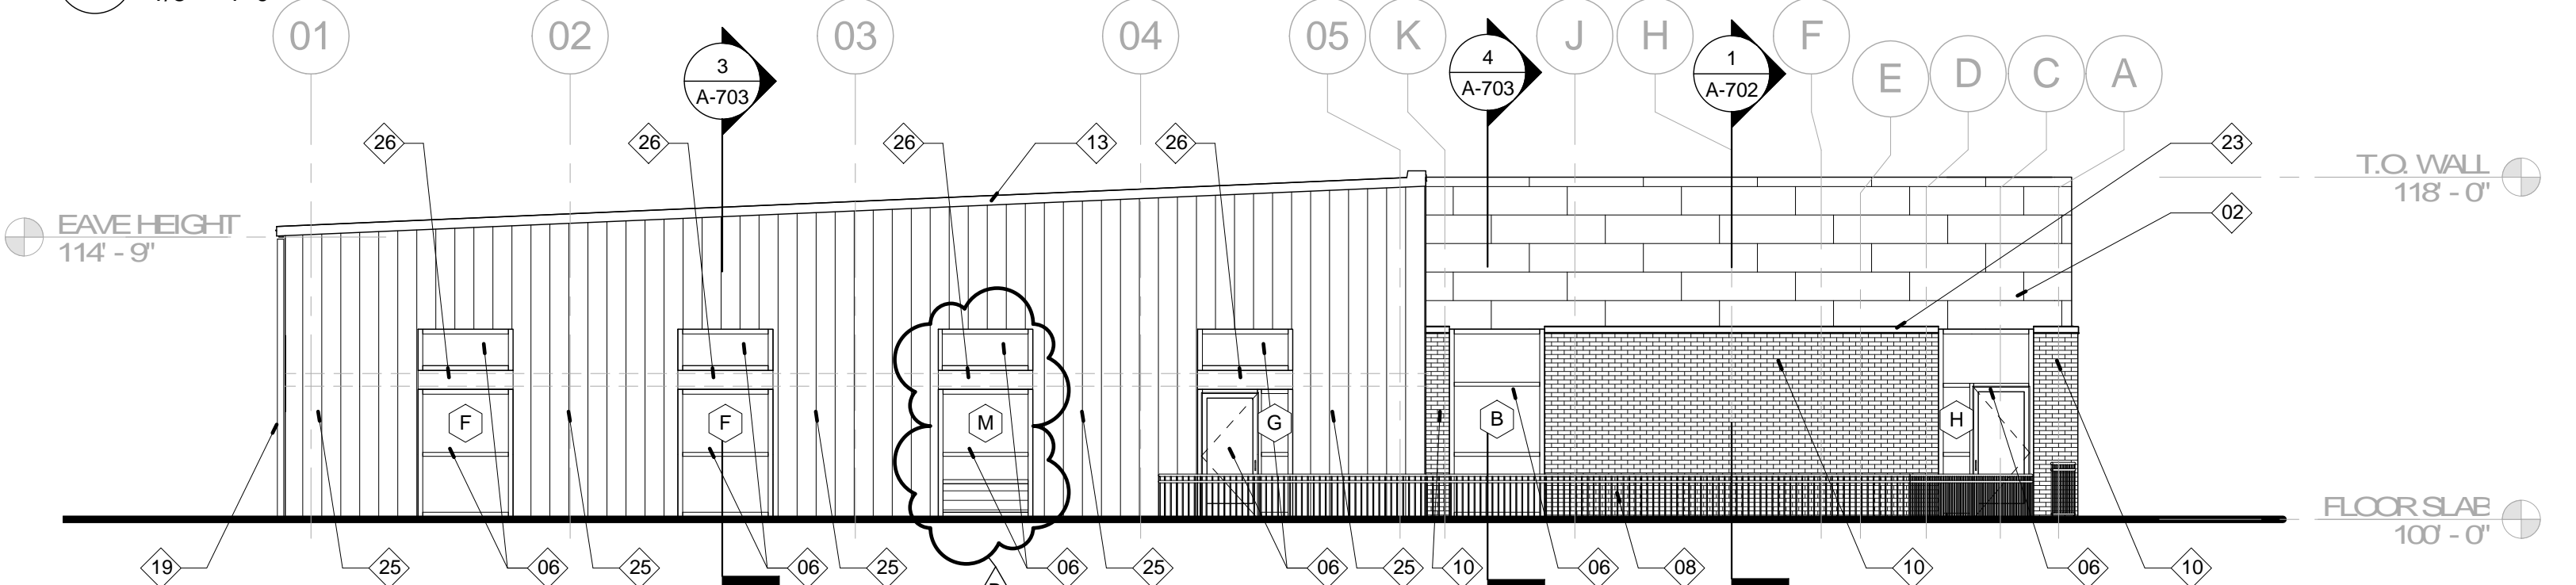 01 02 03 04 05 K J H F E D C A
3 4 1
A-703 A-703 A-702
26 26 26 26 13 23
T.O. WALL
118' - 0"
02
EAVE HEIGHT
114' - 9"
F F M G B H
FLOOR SLAB
100' - 0"
19 25 06 25 06 25 06 25 06 25 10 06 08 10 06 10